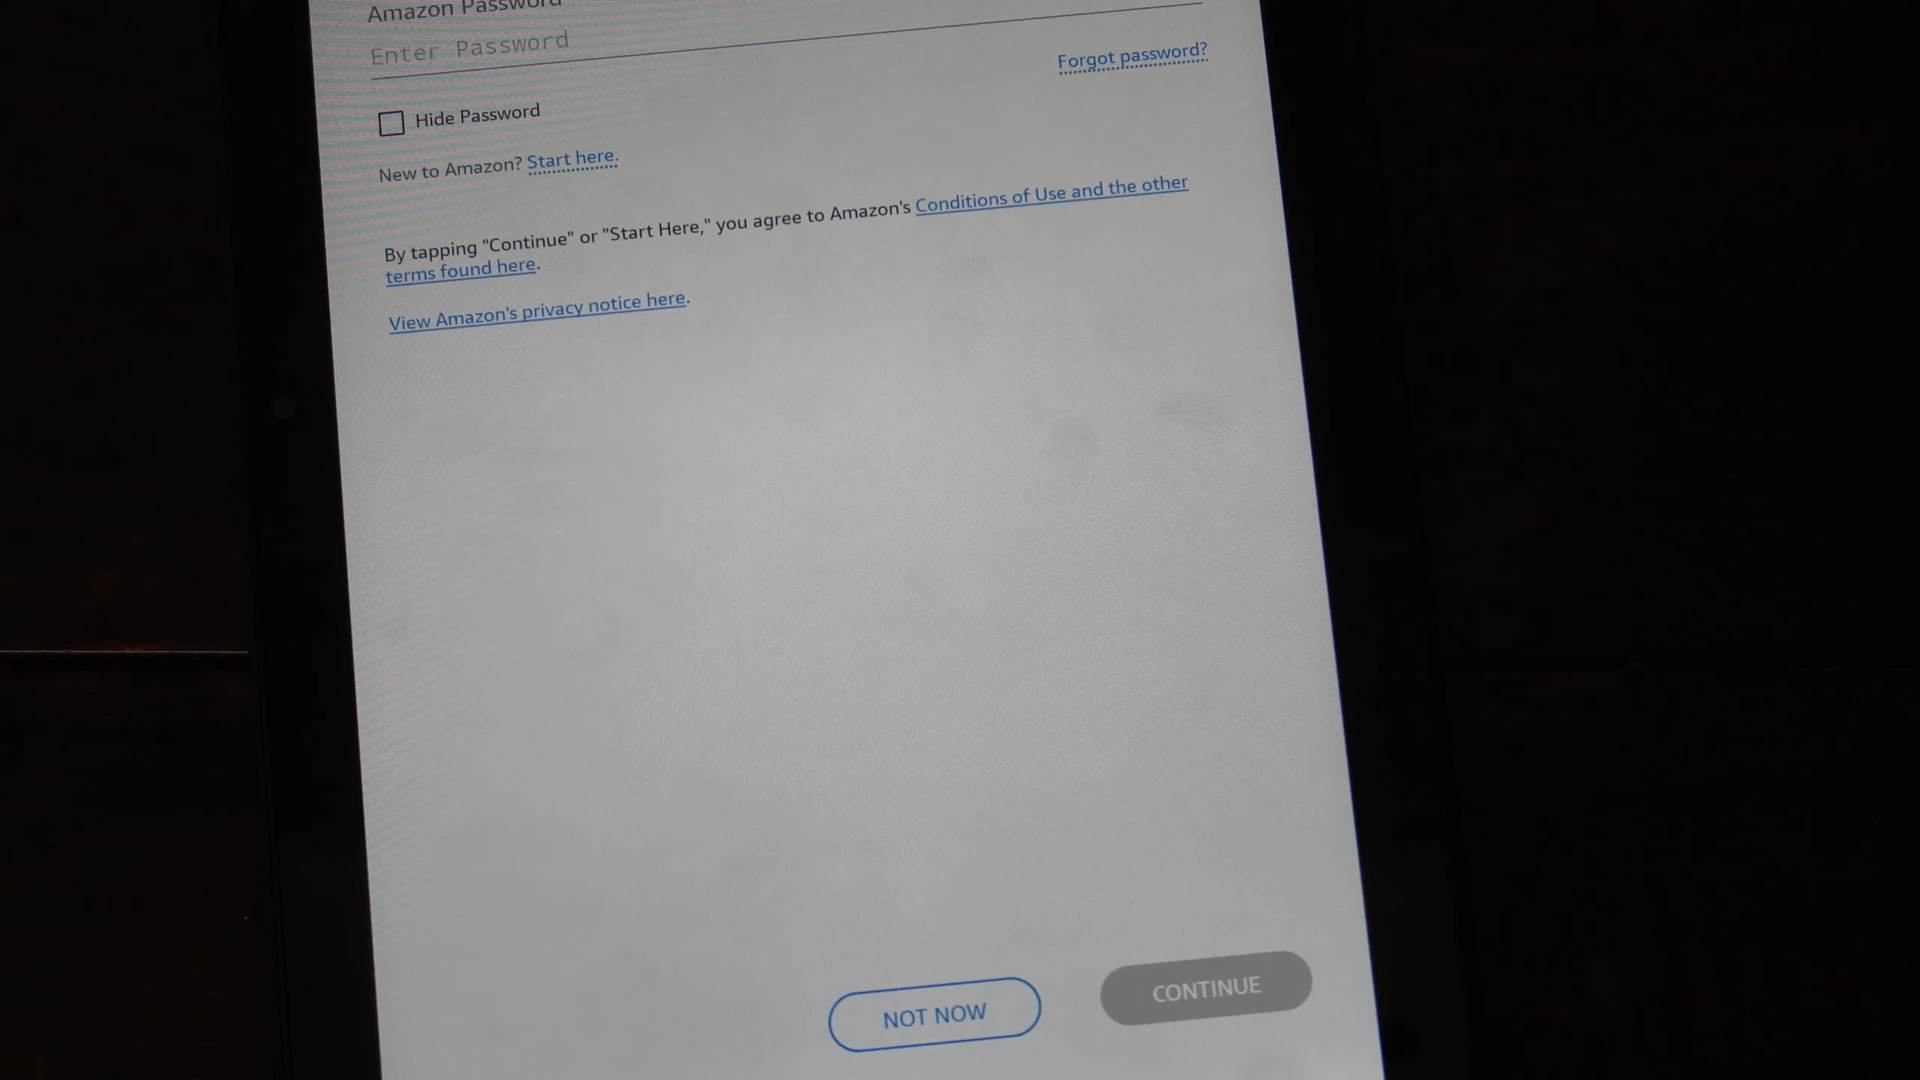 Amazon Password
Enter Password
Forgot password?
Hide Password
New to Amazon? Start here.
By tapping "Continue" or "Start Here," you agree to Amazon's Conditions of Use and the other
terms found here.
View Amazon's privacy notice here.
NOT NOW
CONTINUE